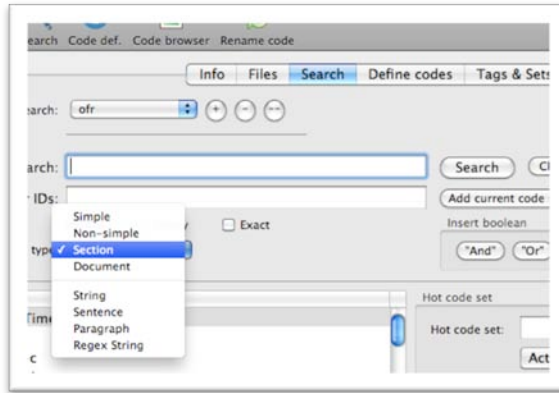 earch Code def. Code browser Rename code
Info Files Search Define codes Tags & Sets
earch: ofr + - --
arch: Search Cl
IDs: Add current code
Simple
Non-simple Exact Insert boolean
type ✓ Section "And" "Or"
Document
String Hot code set
Sentence
Time Paragraph Hot code set:
Regex String
c Act